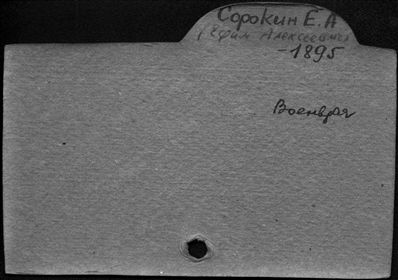 Сорокин Е. А
(Ефим Алексеевич)
-1895
Военврач